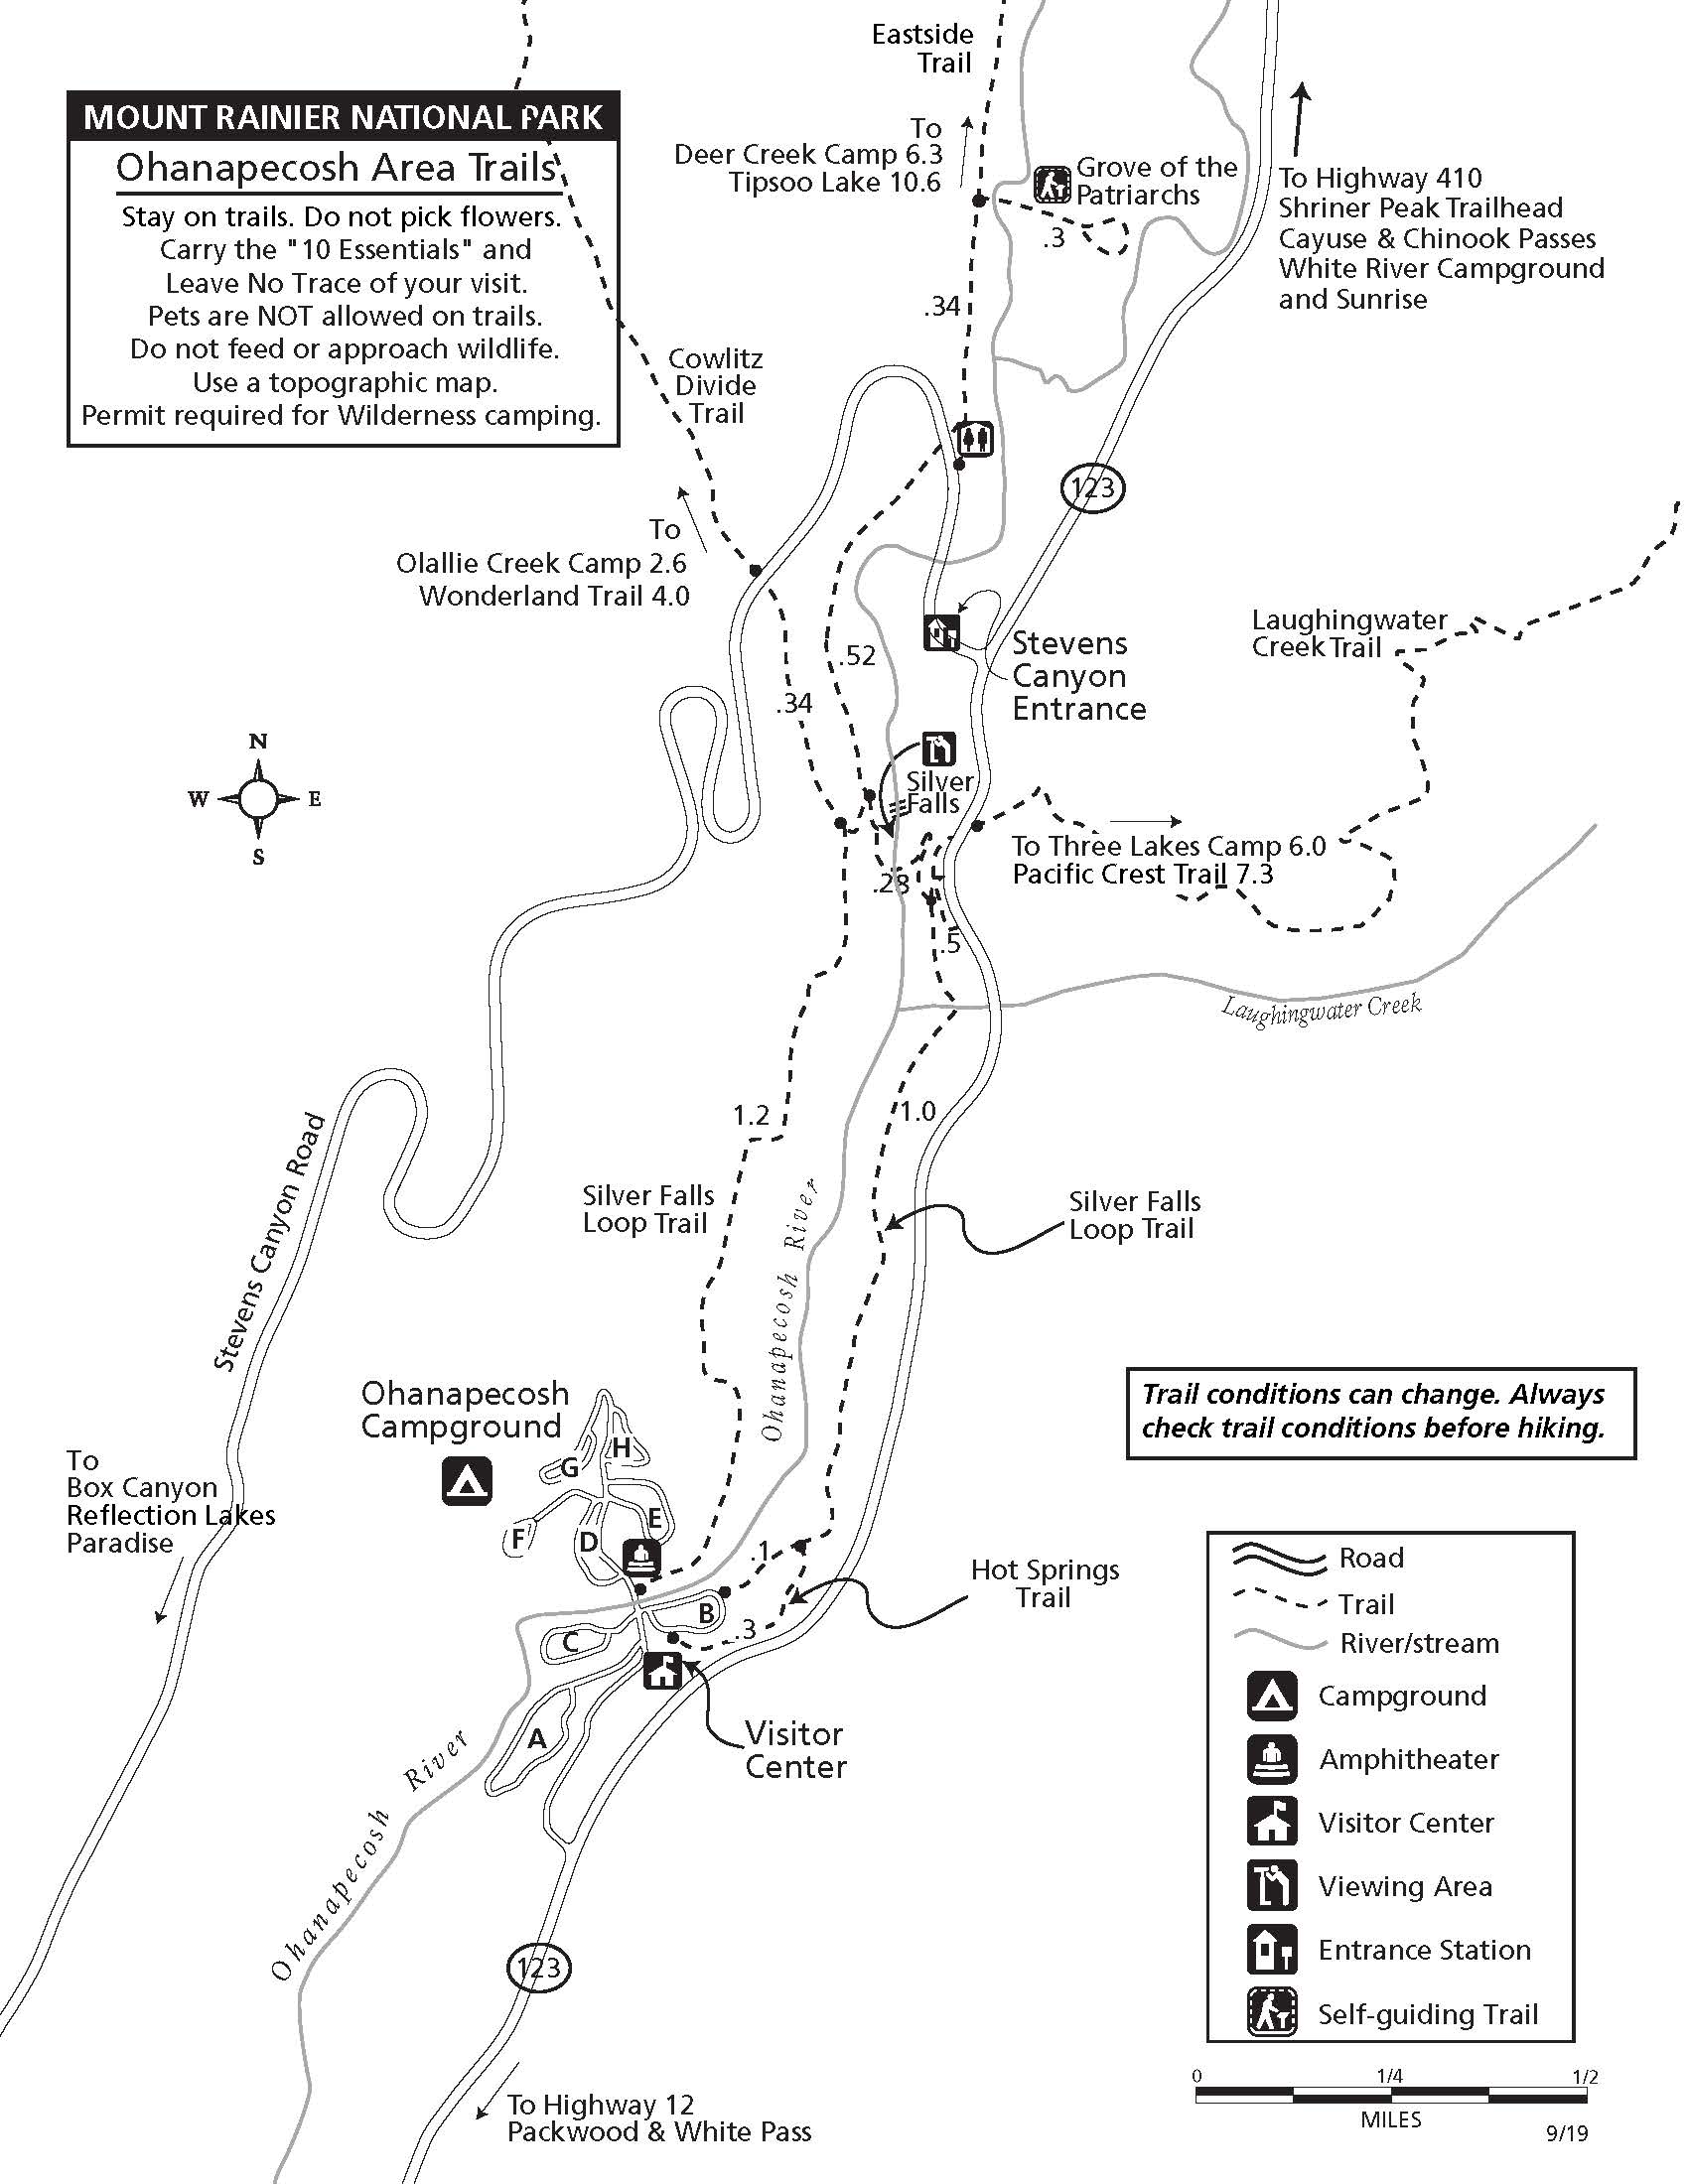 MOUNT RAINIER NATIONAL PARK
Ohanapecosh Area Trails
Stay on trails. Do not pick flowers.
Carry the "10 Essentials" and
Leave No Trace of your visit.
Pets are NOT allowed on trails.
Do not feed or approach wildlife.
Use a topographic map.
Permit required for Wilderness camping.
Eastside
Trail
To
Deer Creek Camp 6.3
Tipsoo Lake 10.6
Grove of the
Patriarchs
.3
.34
To Highway 410
Shriner Peak Trailhead
Cayuse & Chinook Passes
White River Campground
and Sunrise
Cowlitz
Divide
Trail
123
To
Olallie Creek Camp 2.6
Wonderland Trail 4.0
.52
.34
Stevens
Canyon
Entrance
Laughingwater
Creek Trail
N
W
E
S
Silver
Falls
To Three Lakes Camp 6.0
Pacific Crest Trail 7.3
.28
.5
Laughingwater Creek
1.2
1.0
Silver Falls
Loop Trail
Silver Falls
Loop Trail
Stevens Canyon Road
Ohanapecosh River
Ohanapecosh
Campground
H
G
E
F
D
B
C
A
.1
.3
Hot Springs
Trail
To
Box Canyon
Reflection Lakes
Paradise
Visitor
Center
Ohanapecosh River
123
To Highway 12
Packwood & White Pass
Trail conditions can change. Always
check trail conditions before hiking.
Road
Trail
River/stream
Campground
Amphitheater
Visitor Center
Viewing Area
Entrance Station
Self-guiding Trail
0
1/4
1/2
MILES
9/19